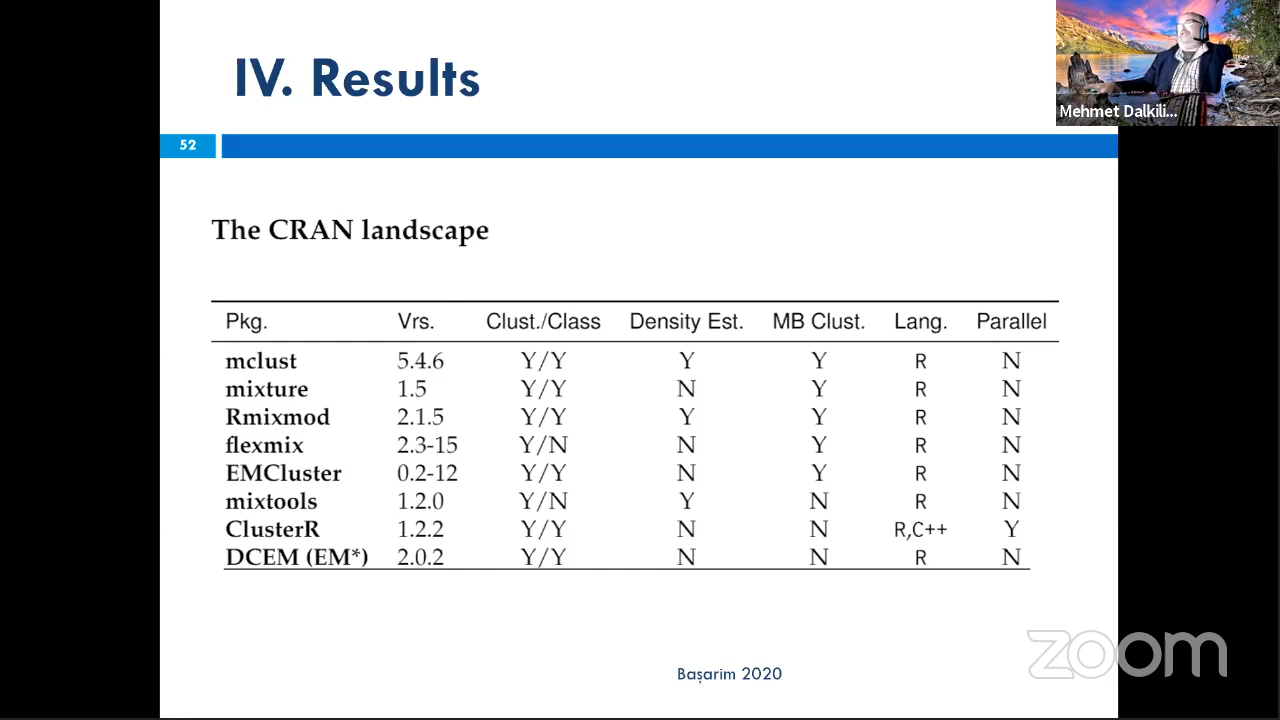 IV. Results
Mehmet Dalkili...
52
The CRAN landscape
Pkg. Vrs. Clust./Class Density Est. MB Clust. Lang. Parallel
mclust 5.4.6 Y/Y Y Y R N
mixture 1.5 Y/Y N Y R N
Rmixmod 2.1.5 Y/Y Y Y R N
flexmix 2.3-15 Y/N N Y R N
EMCluster 0.2-12 Y/Y N Y R N
mixtools 1.2.0 Y/N Y N R N
ClusterR 1.2.2 Y/Y N N R,C++ Y
DCEM (EM*) 2.0.2 Y/Y N N R N
zoom
Başarim 2020